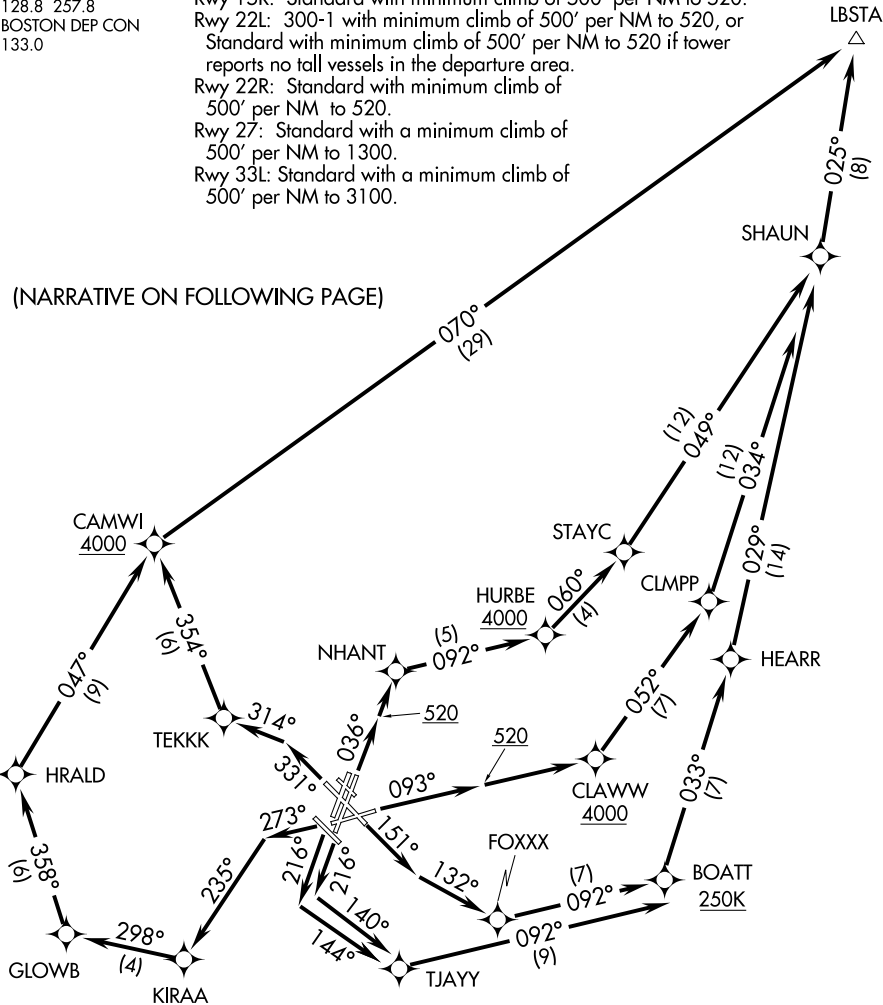 128.8 257.8
BOSTON DEP CON
133.0
Rwy 22L: 300-1 with minimum climb of 500' per NM to 520, or
Standard with minimum climb of 500' per NM to 520 if tower
reports no tall vessels in the departure area.
Rwy 22R: Standard with minimum climb of
500' per NM to 520.
Rwy 27: Standard with a minimum climb of
500' per NM to 1300.
Rwy 33L: Standard with a minimum climb of
500' per NM to 3100.
LBSTA
025°
(8)
SHAUN
(NARRATIVE ON FOLLOWING PAGE)
070°
(29)
(12)
049°
(12)
034°
029°
(14)
CAMWI
4000
STAYC
HURBE
4000
060°
(4)
CLMPP
354°
(6)
NHANT
(5)
092°
HEARR
047°
(9)
TEKKK
314°
036°
520
052°
(7)
520
HRALD
331°
093°
CLAWW
4000
033°
(7)
273°
151°
FOXXX
358°
(6)
235°
216°
216°
132°
(7)
092°
BOATT
250K
140°
144°
092°
(9)
298°
(4)
GLOWB
KIRAA
TJAYY